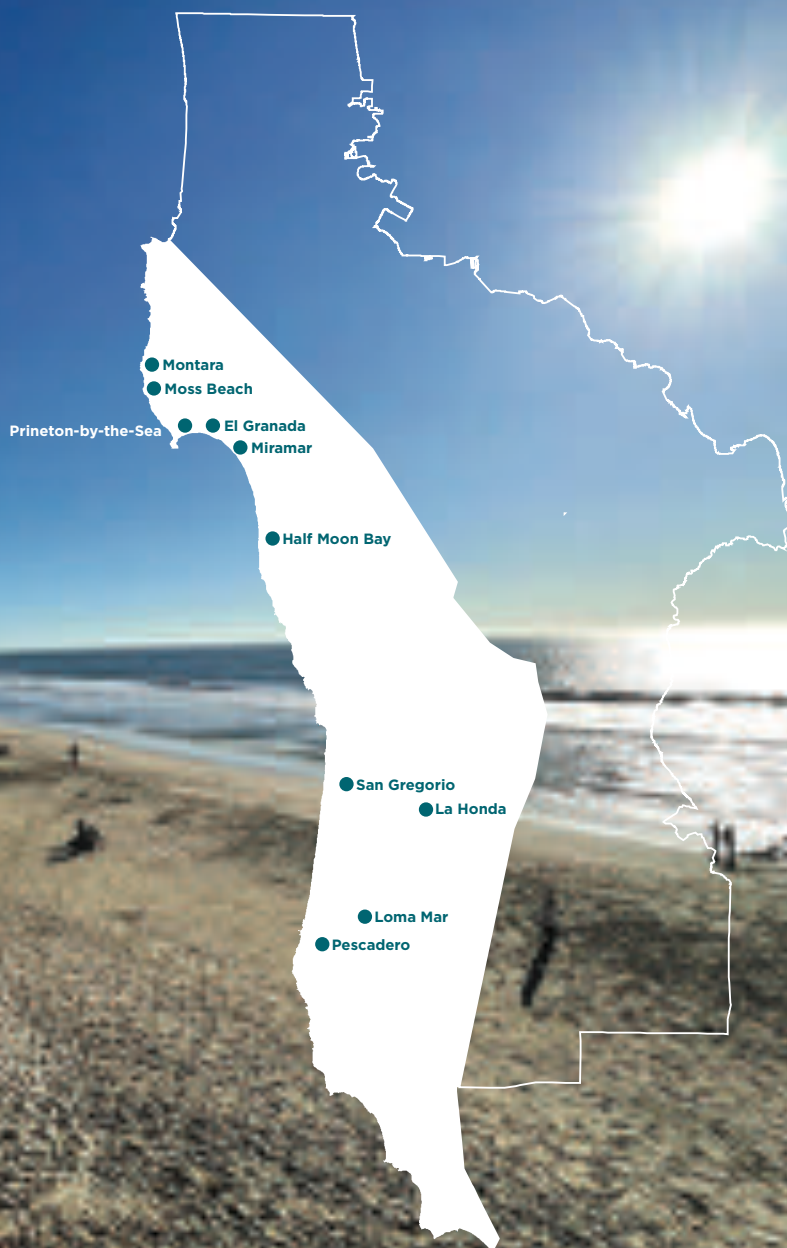 Montara
Moss Beach
Prineton-by-the-Sea
El Granada
Miramar
Half Moon Bay
San Gregorio
La Honda
Loma Mar
Pescadero